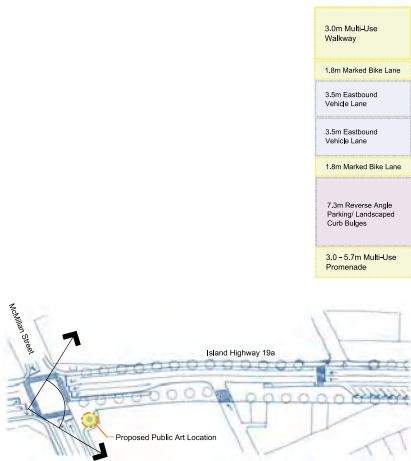 3.0m Multi-Use
Walkway
1.8m Marked Bike Lane
3.5m Eastbound
Vehicle Lane
3.5m Eastbound
Vehicle Lane
1.8m Marked Bike Lane
7.3m Reverse Angle
Parking/ Landscaped
Curb Bulges
3.0 - 5.7m Multi-Use
Promenade
McMillan Street
Island Highway 19a
Proposed Public Art Location